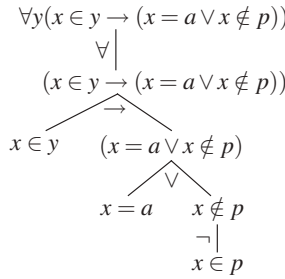 ∀y(x ∈ y → (x = a ∨ x ∉ p))
∀
(x ∈ y → (x = a ∨ x ∉ p))
→
x ∈ y (x = a ∨ x ∉ p)
∨
x = a x ∉ p
¬
x ∈ p